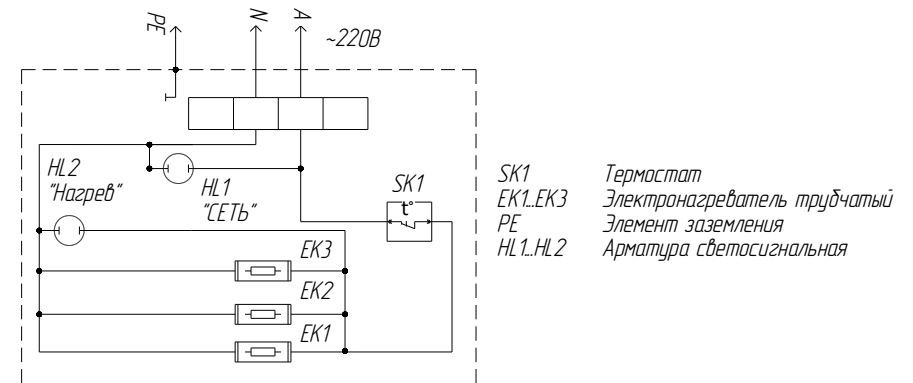 PE
N
A
~220В
HL2
"Нагрев"
HL1
"СЕТЬ"
SK1
t°
EK3
EK2
EK1
SK1 Термостат
EK1...EK3 Электронагреватель трубчатый
PE Элемент заземления
HL1...HL2 Арматура светосигнальная